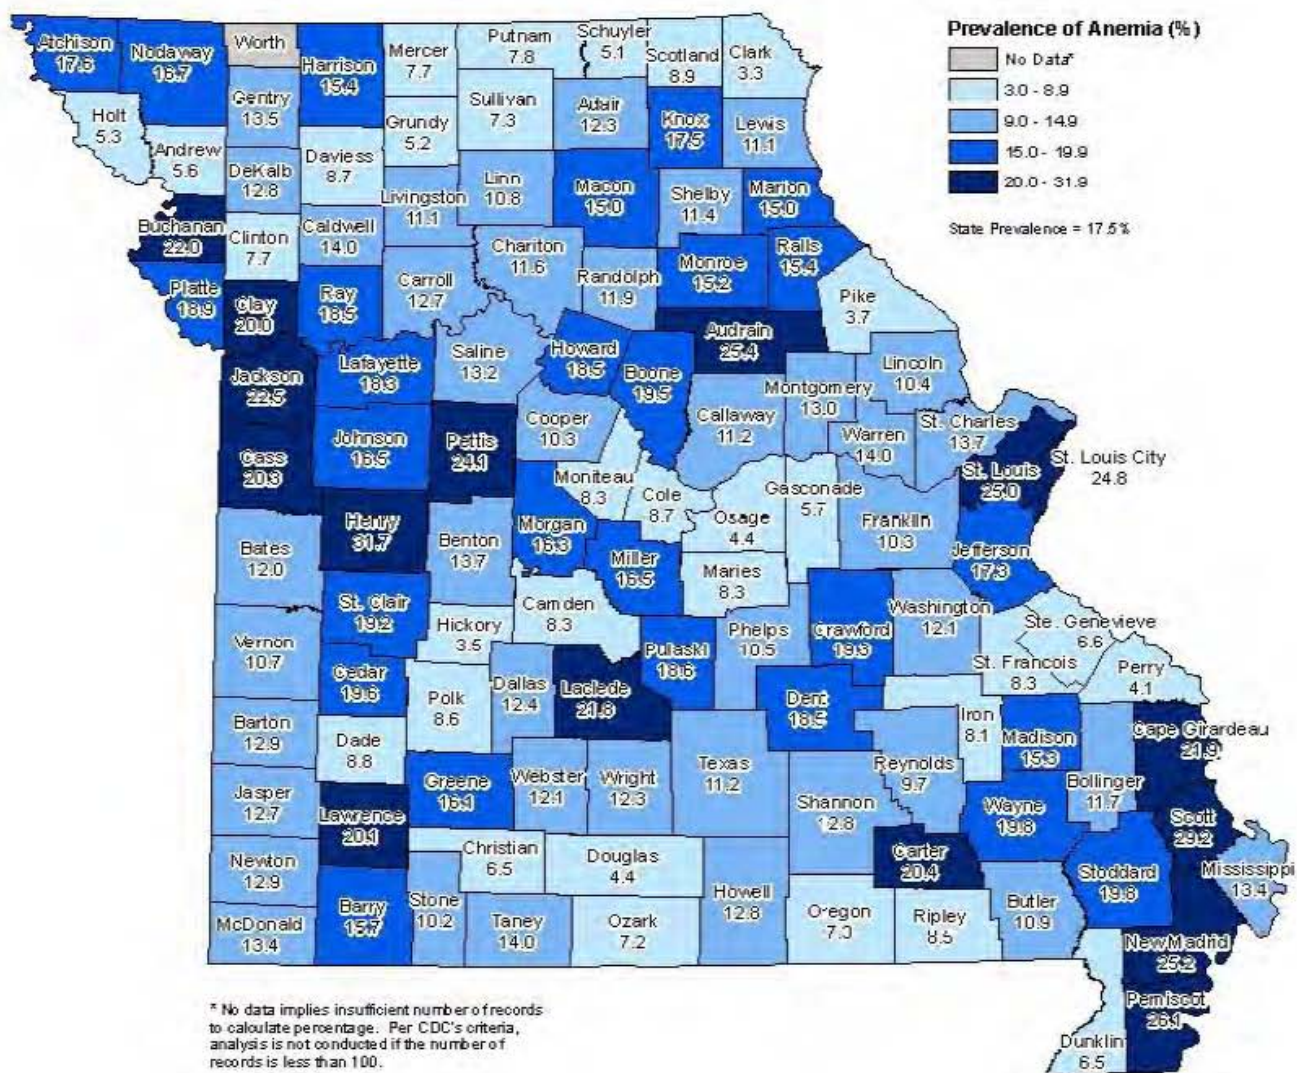 Prevalence of Anemia (%)
No Data*
3.0 - 8.9
9.0 - 14.9
15.0 - 19.9
20.0 - 31.9
State Prevalence = 17.5%
Atchison
17.6
Nodaway
16.7
Worth
Harrison
15.4
Mercer
7.7
Putnam
7.8
Schuyler
5.1
Scotland
8.9
Clark
3.3
Holt
5.3
Andrew
5.6
Gentry
13.5
DeKalb
12.8
Daviess
8.7
Grundy
5.2
Sullivan
7.3
Adair
12.3
Knox
17.5
Lewis
11.1
Livingston
11.1
Linn
10.8
Macon
15.0
Shelby
11.4
Marion
15.0
Buchanan
22.0
Clinton
7.7
Caldwell
14.0
Chariton
11.6
Randolph
11.9
Monroe
15.2
Ralls
15.4
Platte
18.9
Clay
20.0
Ray
18.5
Carroll
12.7
Pike
3.7
Audrain
25.4
Jackson
22.5
Lafayette
18.3
Saline
13.2
Howard
18.5
Boone
19.5
Callaway
11.2
Montgomery
13.0
Lincoln
10.4
Warren
14.0
St. Charles
13.7
St. Louis
25.0
St. Louis City
24.8
Cass
20.3
Johnson
16.5
Pettis
24.1
Cooper
10.3
Moniteau
8.3
Cole
8.7
Osage
4.4
Gasconade
5.7
Franklin
10.3
Jefferson
17.3
Bates
12.0
Henry
31.7
Benton
13.7
Morgan
16.3
Miller
16.5
Maries
8.3
Vernon
10.7
St. Clair
19.2
Hickory
3.5
Camden
8.3
Pulaski
18.6
Phelps
10.5
Crawford
19.3
Washington
12.1
Ste. Genevieve
6.6
St. Francois
8.3
Perry
4.1
Cedar
19.6
Polk
8.6
Dallas
12.4
Laclede
21.8
Dent
18.5
Iron
8.1
Madison
15.3
Cape Girardeau
21.9
Barton
12.9
Dade
8.8
Greene
16.1
Webster
12.1
Wright
12.3
Texas
11.2
Reynolds
9.7
Bollinger
11.7
Jasper
12.7
Lawrence
20.1
Shannon
12.8
Wayne
19.8
Scott
29.2
Newton
12.9
Christian
6.5
Douglas
4.4
Howell
12.8
Carter
20.4
Stoddard
19.8
Mississippi
13.4
McDonald
13.4
Barry
15.7
Stone
10.2
Taney
14.0
Ozark
7.2
Oregon
7.0
Ripley
8.5
Butler
10.9
New Madrid
25.2
Pemiscot
26.1
Dunklin
6.5
* No data implies insufficient number of records
to calculate percentage. Per CDC's criteria,
analysis is not conducted if the number of
records is less than 100.